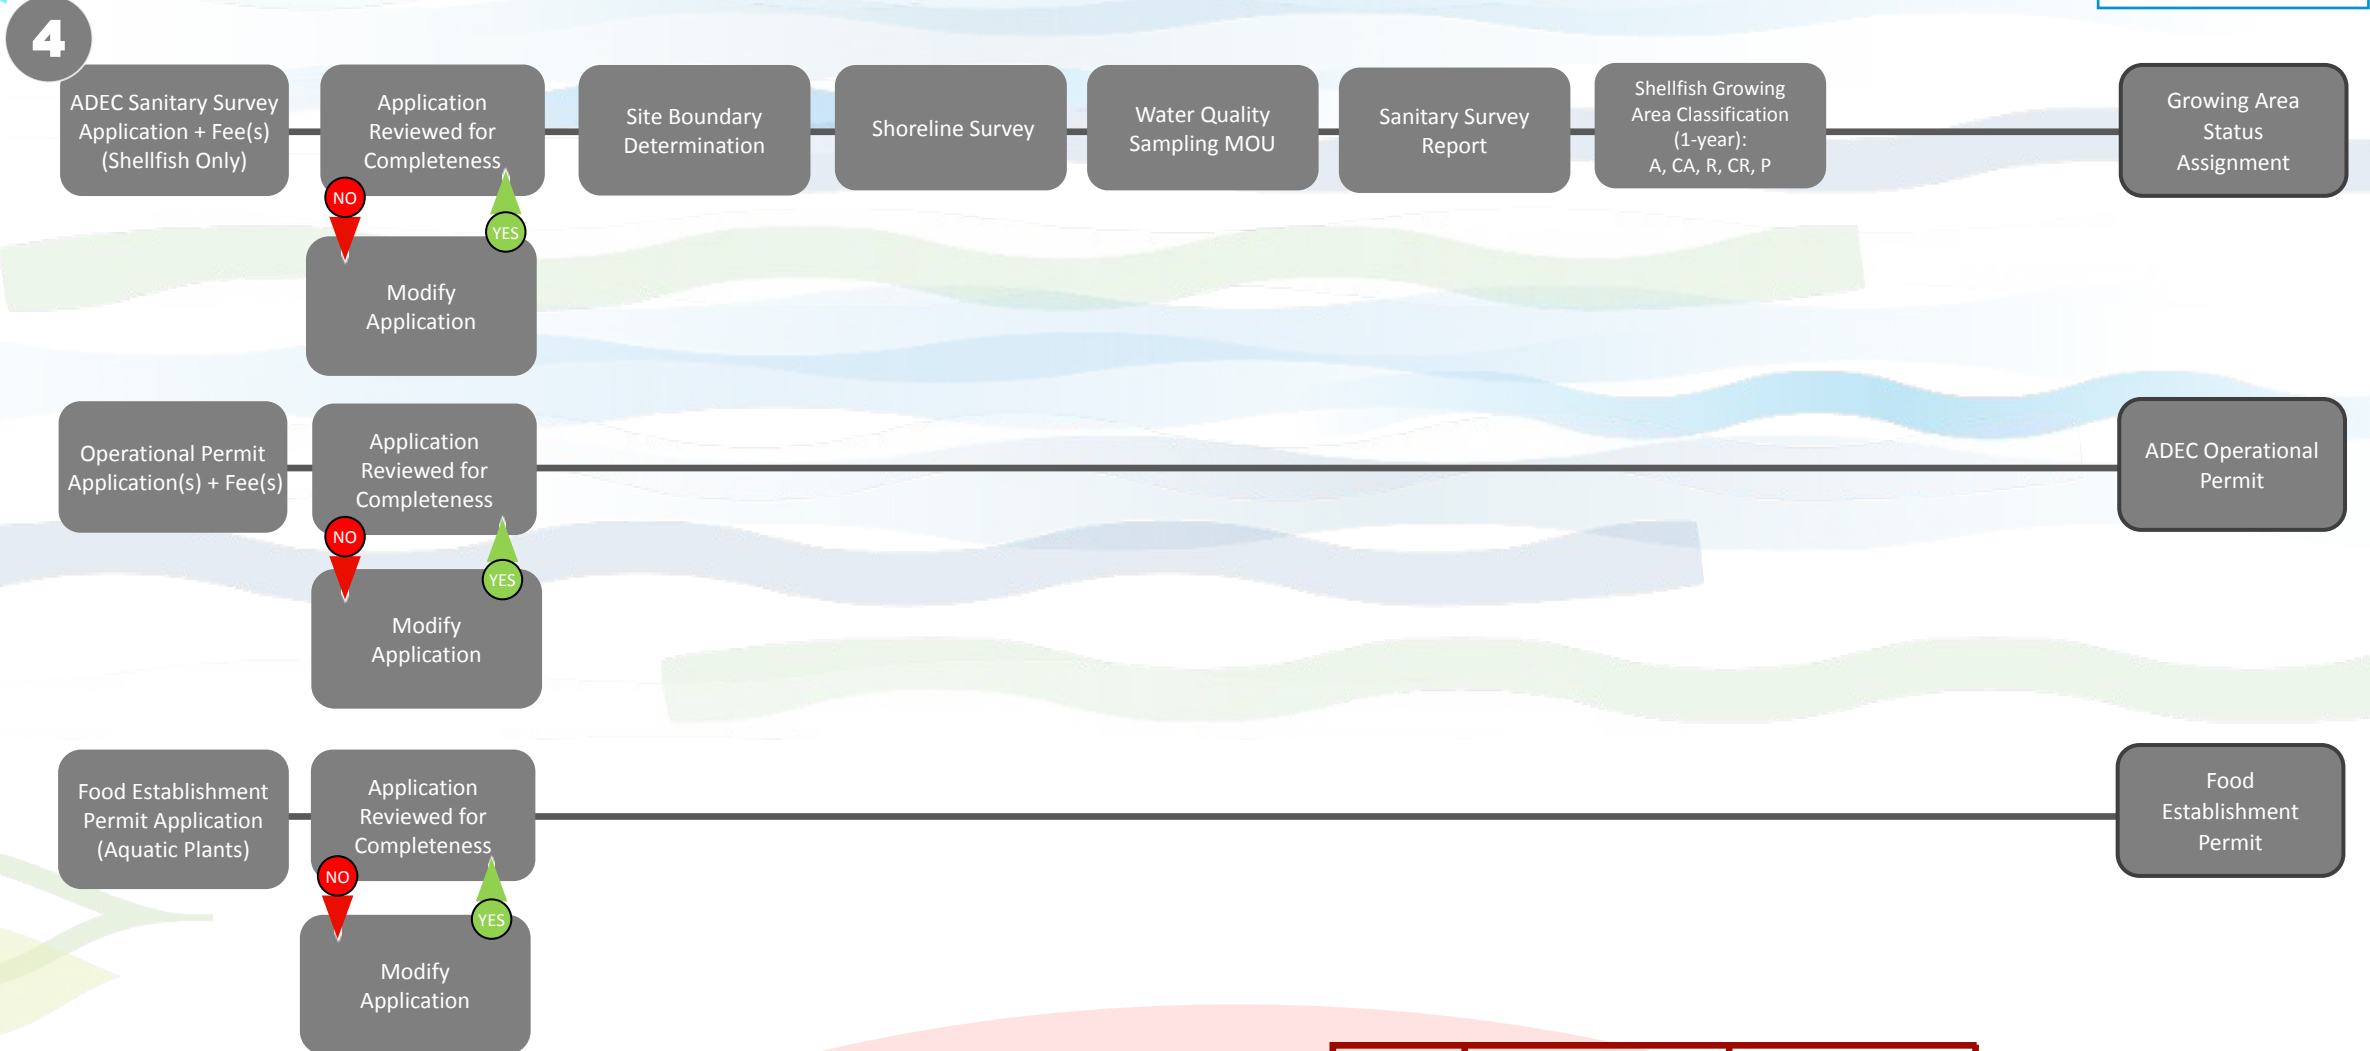 4
ADEC Sanitary Survey
Application + Fee(s)
(Shellfish Only)
Application
Reviewed for
Completeness
Site Boundary
Determination
Shoreline Survey
Water Quality
Sampling MOU
Sanitary Survey
Report
Shellfish Growing
Area Classification
(1-year):
A, CA, R, CR, P
Growing Area
Status
Assignment
NO
YES
Modify
Application
Operational Permit
Application(s) + Fee(s)
Application
Reviewed for
Completeness
ADEC Operational
Permit
NO
YES
Modify
Application
Food Establishment
Permit Application
(Aquatic Plants)
Application
Reviewed for
Completeness
Food
Establishment
Permit
NO
YES
Modify
Application